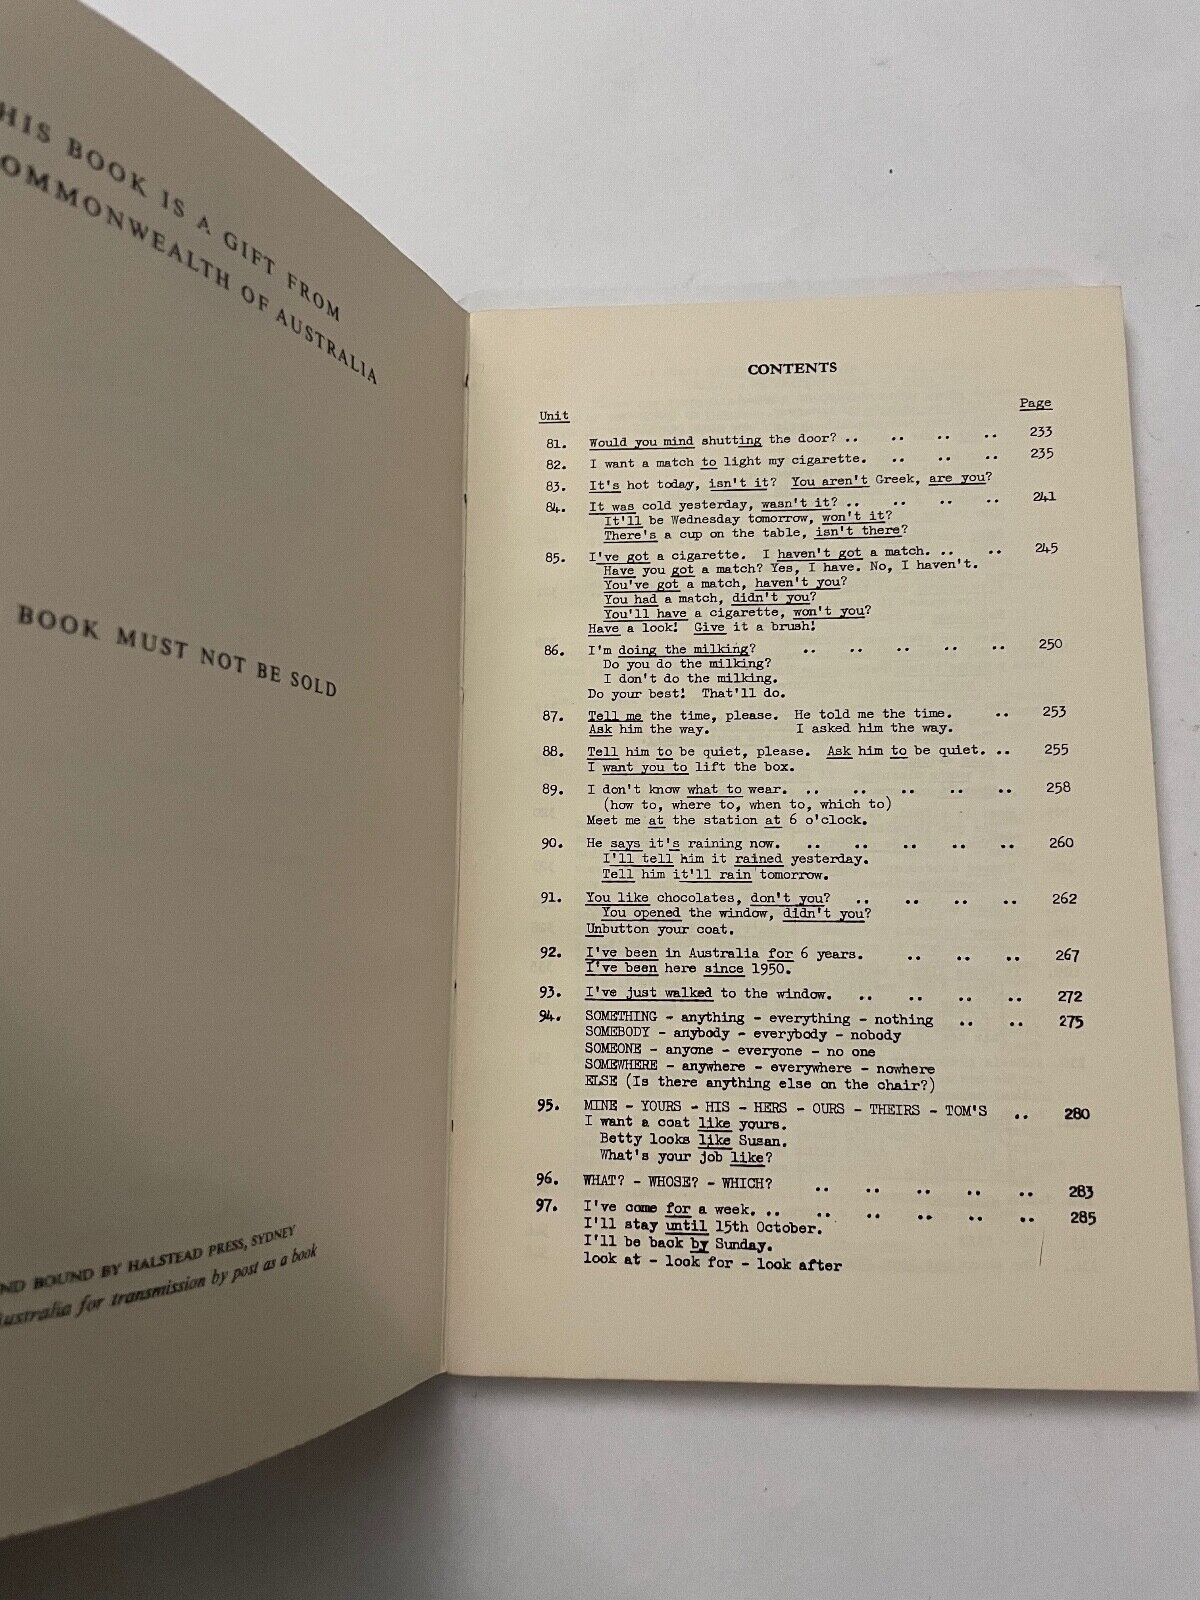 HIS BOOK IS A GIFT FROM
OMMONWEALTH OF AUSTRALIA
BOOK MUST NOT BE SOLD
ND BOUND BY HALSTEAD PRESS, SYDNEY
Australia for transmission by post as a book
CONTENTS
Unit Page
81. Would you mind shutting the door? .. .. .. .. 233
82. I want a match to light my cigarette. .. .. .. 235
83. It's hot today, isn't it? You aren't Greek, are you?
84. It was cold yesterday, wasn't it? .. .. .. .. 241
It'll be Wednesday tomorrow, won't it?
There's a cup on the table, isn't there?
85. I've got a cigarette. I haven't got a match. .. .. 245
Have you got a match? Yes, I have. No, I haven't.
You've got a match, haven't you?
You had a match, didn't you?
You'll have a cigarette, won't you?
Have a look! Give it a brush!
86. I'm doing the milking? .. .. .. .. .. 250
Do you do the milking?
I don't do the milking.
Do your best! That'll do.
87. Tell me the time, please. He told me the time. .. 253
Ask him the way. I asked him the way.
88. Tell him to be quiet, please. Ask him to be quiet. .. 255
I want you to lift the box.
89. I don't know what to wear. .. .. .. .. .. 258
(how to, where to, when to, which to)
Meet me at the station at 6 o'clock.
90. He says it's raining now. .. .. .. .. .. 260
I'll tell him it rained yesterday.
Tell him it'll rain tomorrow.
91. You like chocolates, don't you? .. .. .. .. 262
You opened the window, didn't you?
Unbutton your coat.
92. I've been in Australia for 6 years. .. .. .. 267
I've been here since 1950.
93. I've just walked to the window. .. .. .. .. 272
94. SOMETHING - anything - everything - nothing .. .. 275
SOMEBODY - anybody - everybody - nobody
SOMEONE - anyone - everyone - no one
SOMEWHERE - anywhere - everywhere - nowhere
ELSE (Is there anything else on the chair?)
95. MINE - YOURS - HIS - HERS - OURS - THEIRS - TOM'S .. 280
I want a coat like yours.
Betty looks like Susan.
What's your job like?
96. WHAT? - WHOSE? - WHICH? .. .. .. .. .. 283
97. I've come for a week. .. .. .. .. .. .. 285
I'll stay until 15th October.
I'll be back by Sunday.
look at - look for - look after